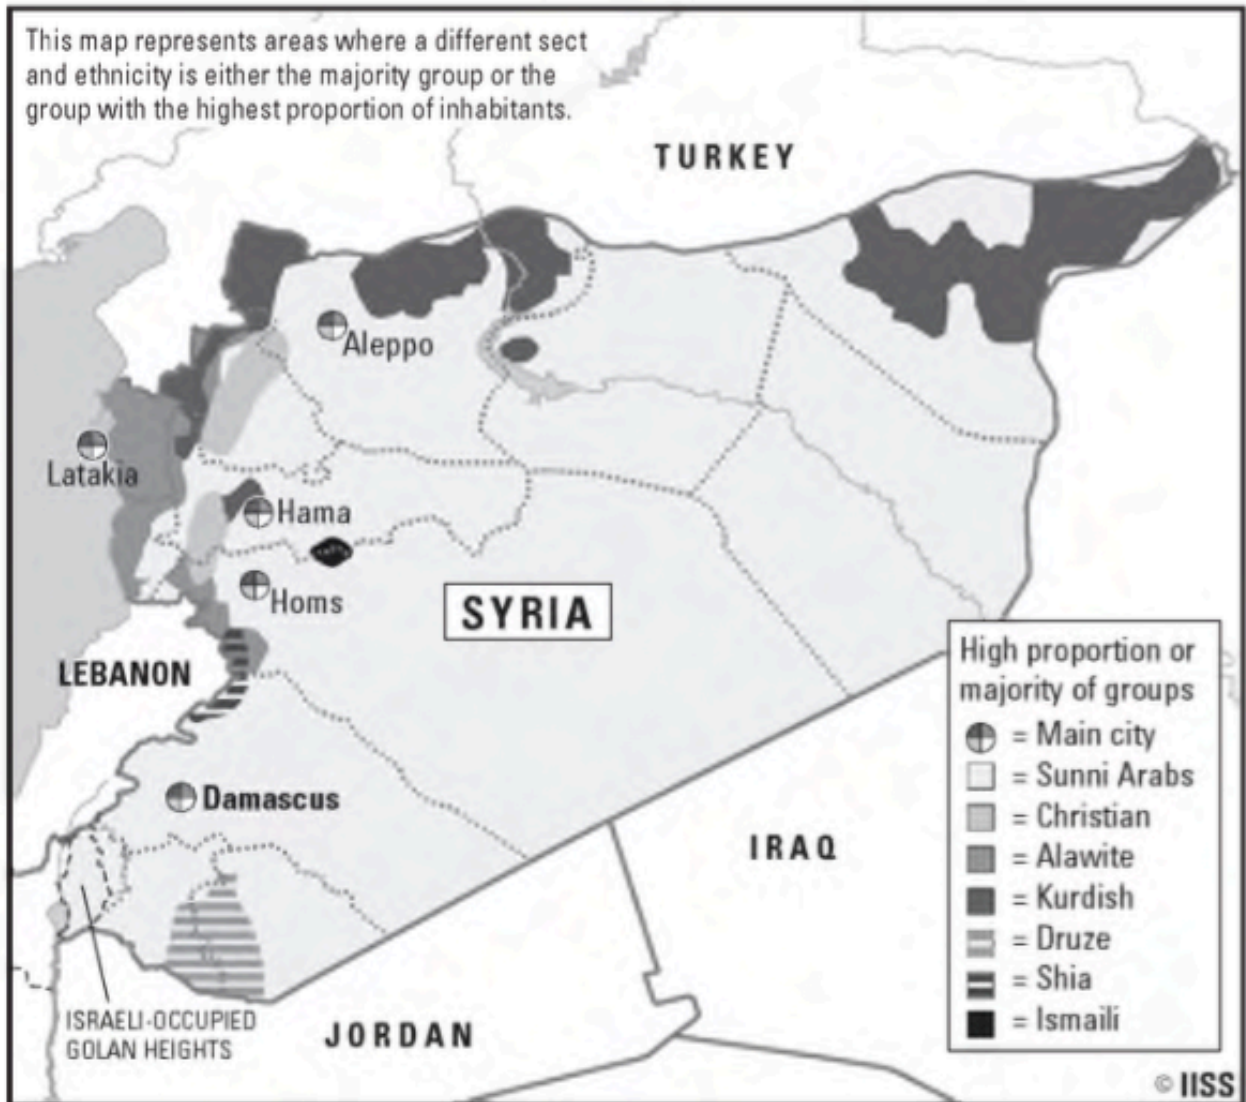 This map represents areas where a different sect
and ethnicity is either the majority group or the
group with the highest proportion of inhabitants.
TURKEY
Aleppo
Latakia
Hama
Homs
SYRIA
LEBANON
Damascus
IRAQ
ISRAELI-OCCUPIED
GOLAN HEIGHTS
JORDAN
High proportion or
majority of groups
= Main city
= Sunni Arabs
= Christian
= Alawite
= Kurdish
= Druze
= Shia
= Ismaili
© IISS